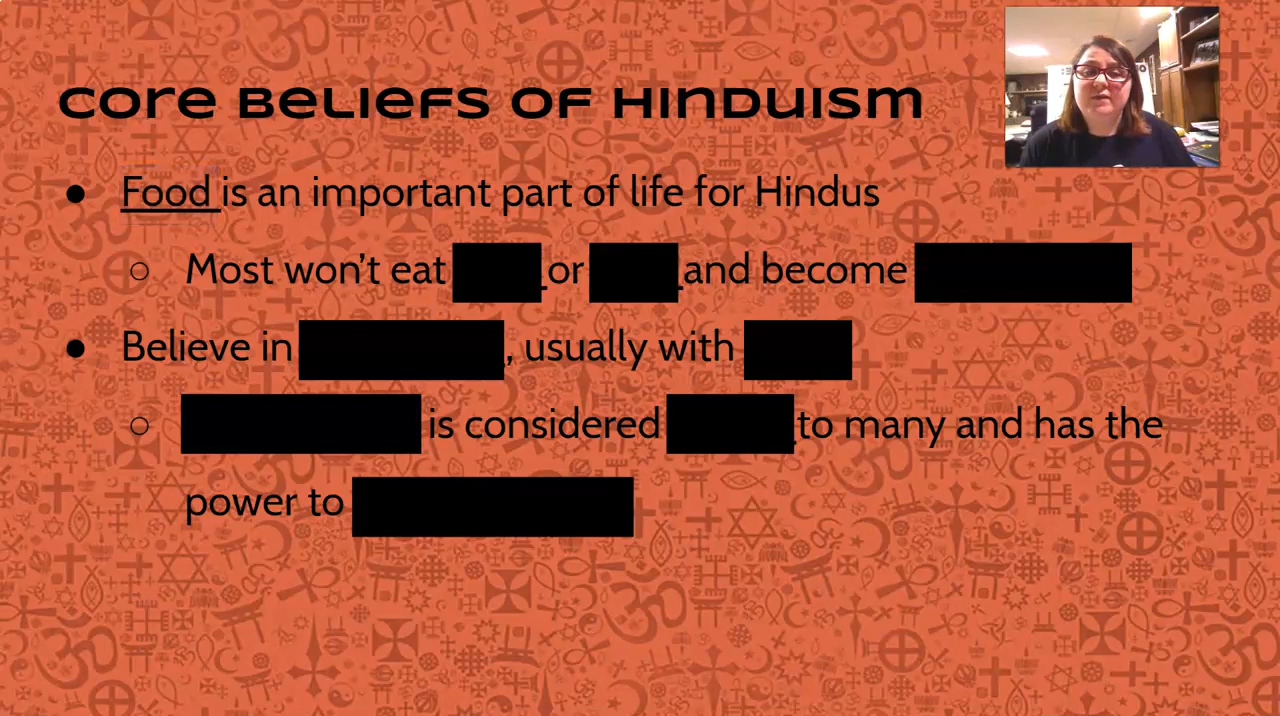 Core Beliefs of Hinduism
● Food is an important part of life for Hindus
○ Most won't eat or and become
● Believe in , usually with
○ is considered to many and has the
power to